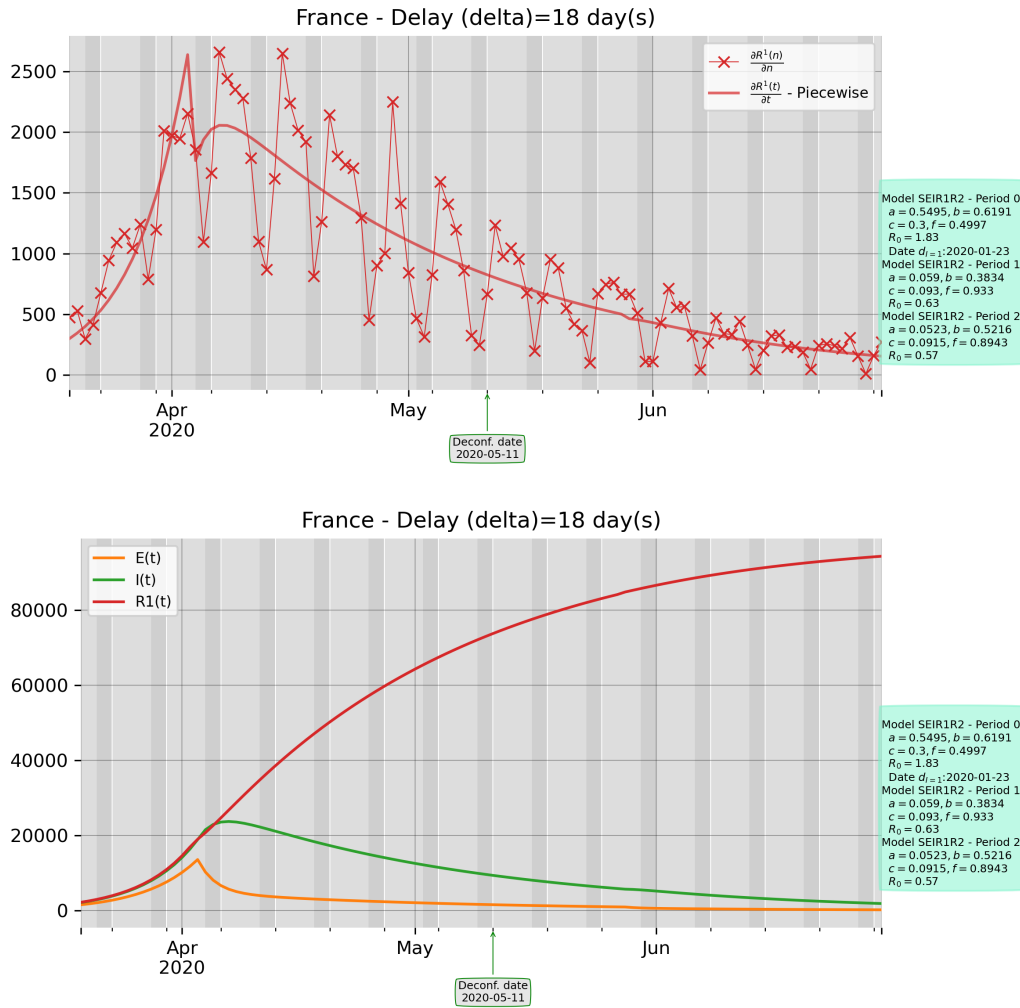 France - Delay (delta)=18 day(s)
2500
2000
1500
1000
500
0
∂R¹(n)/∂n
∂R¹(t)/∂t - Piecewise
Apr
2020
May
Jun
Deconf. date
2020-05-11
Model SEIR1R2 - Period 0
a = 0.5495, b = 0.6191
c = 0.3, f = 0.4997
R₀ = 1.83
Date d_{I=1}:2020-01-23
Model SEIR1R2 - Period 1
a = 0.059, b = 0.3834
c = 0.093, f = 0.933
R₀ = 0.63
Model SEIR1R2 - Period 2
a = 0.0523, b = 0.5216
c = 0.0915, f = 0.8943
R₀ = 0.57
France - Delay (delta)=18 day(s)
E(t)
I(t)
R1(t)
80000
60000
40000
20000
0
Apr
2020
May
Jun
Deconf. date
2020-05-11
Model SEIR1R2 - Period 0
a = 0.5495, b = 0.6191
c = 0.3, f = 0.4997
R₀ = 1.83
Date d_{I=1}:2020-01-23
Model SEIR1R2 - Period 1
a = 0.059, b = 0.3834
c = 0.093, f = 0.933
R₀ = 0.63
Model SEIR1R2 - Period 2
a = 0.0523, b = 0.5216
c = 0.0915, f = 0.8943
R₀ = 0.57